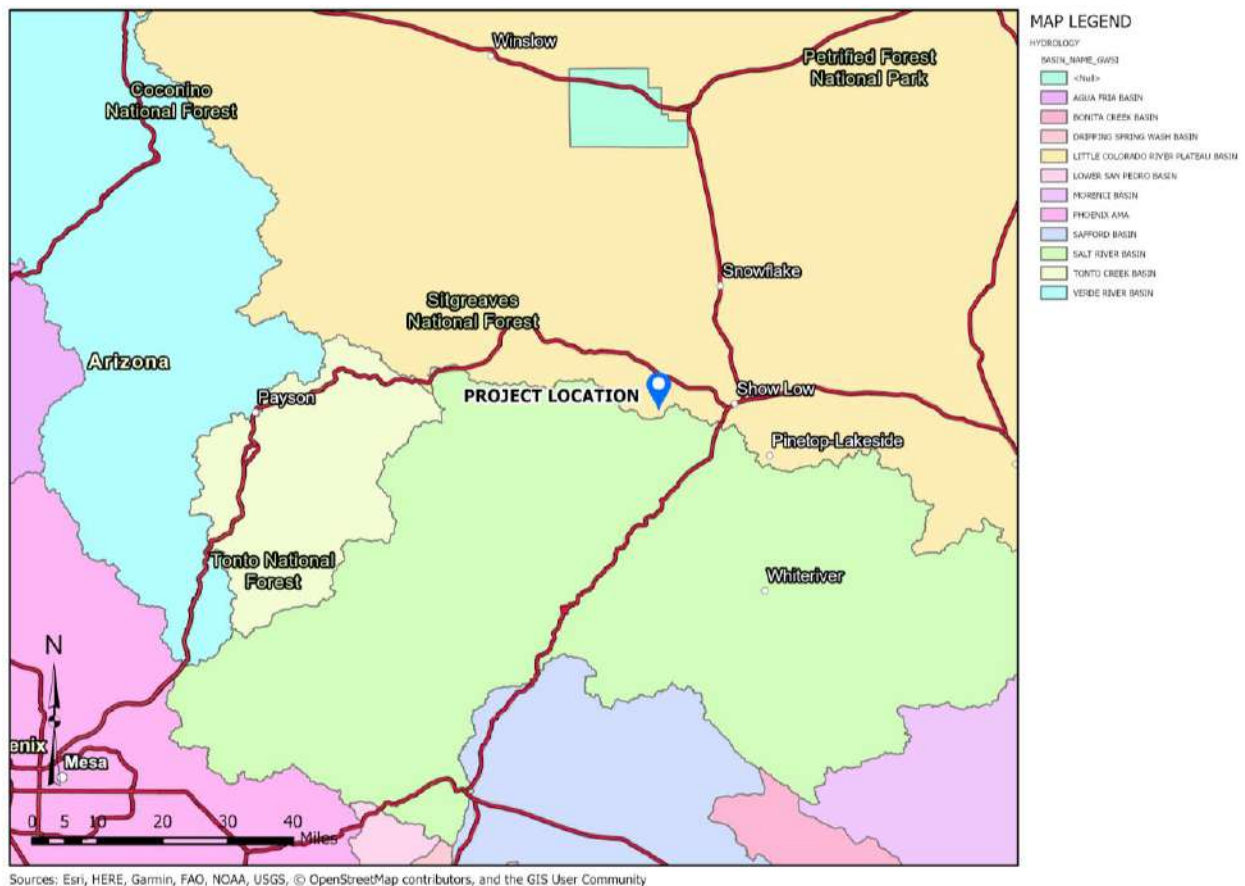 Winslow
Petrified Forest
National Park
Coconino
National Forest
Snowflake
Sitgreaves
National Forest
Arizona
Payson
PROJECT LOCATION
Show Low
Pinetop-Lakeside
Tonto National
Forest
Whiteriver
N
enix
Mesa
0 5 10 20 30 40
Miles
MAP LEGEND
HYDROLOGY
BASIN_NAME_GWSI
<Null>
AGUA FRIA BASIN
BONITA CREEK BASIN
DRIPPING SPRING WASH BASIN
LITTLE COLORADO RIVER PLATEAU BASIN
LOWER SAN PEDRO BASIN
MORENCI BASIN
PHOENIX AMA
SAFFORD BASIN
SALT RIVER BASIN
TONTO CREEK BASIN
VERDE RIVER BASIN
Sources: Esri, HERE, Garmin, FAO, NOAA, USGS, © OpenStreetMap contributors, and the GIS User Community